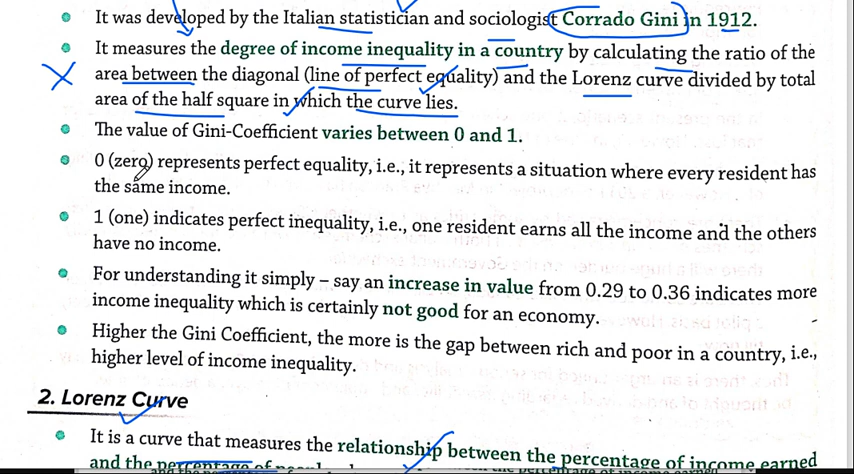 It was developed by the Italian statistician and sociologist Corrado Gini in 1912.
It measures the degree of income inequality in a country by calculating the ratio of the
area between the diagonal (line of perfect equality) and the Lorenz curve divided by total
area of the half square in which the curve lies.
The value of Gini-Coefficient varies between 0 and 1.
0 (zero) represents perfect equality, i.e., it represents a situation where every resident has
the same income.
1 (one) indicates perfect inequality, i.e., one resident earns all the income and the others
have no income.
For understanding it simply – say an increase in value from 0.29 to 0.36 indicates more
income inequality which is certainly not good for an economy.
Higher the Gini Coefficient, the more is the gap between rich and poor in a country, i.e.,
higher level of income inequality.
2. Lorenz Curve
It is a curve that measures the relationship between the percentage of income earned
and the percentage of